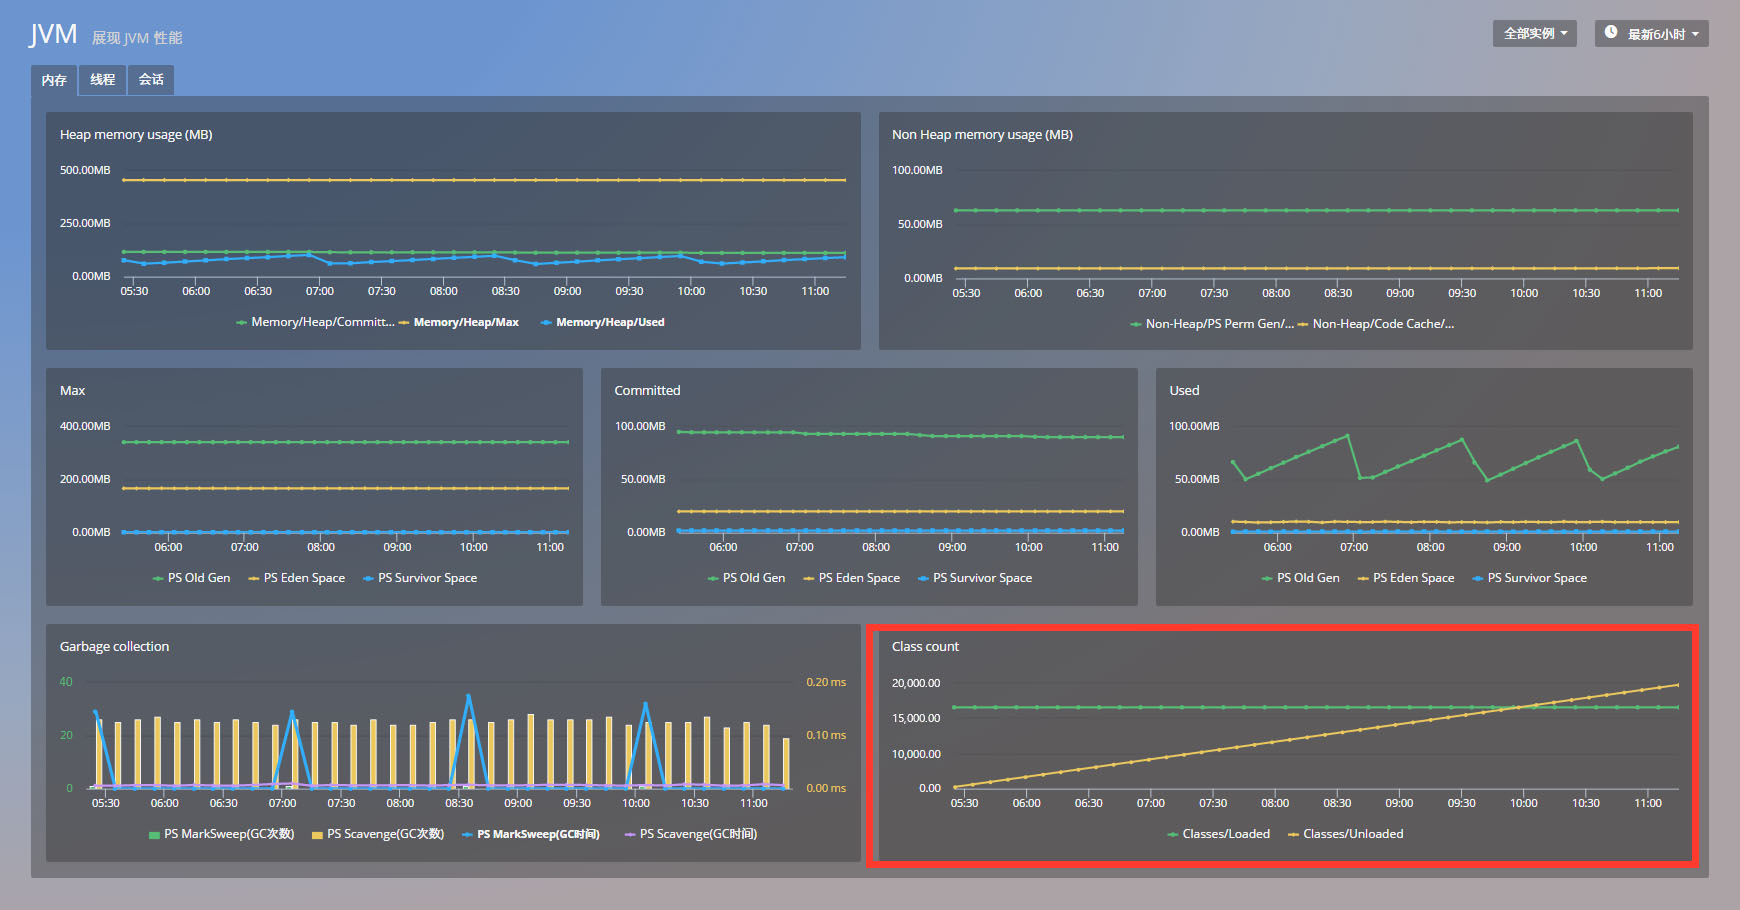 JVM 展现 JVM 性能
全部实例 最新6小时
内存 线程 会话
Heap memory usage (MB)
500.00MB
250.00MB
0.00MB
05:30 06:00 06:30 07:00 07:30 08:00 08:30 09:00 09:30 10:00 10:30 11:00
Memory/Heap/Committ... Memory/Heap/Max Memory/Heap/Used
Non Heap memory usage (MB)
100.00MB
50.00MB
0.00MB
05:30 06:00 06:30 07:00 07:30 08:00 08:30 09:00 09:30 10:00 10:30 11:00
Non-Heap/PS Perm Gen/... Non-Heap/Code Cache/...
Max
400.00MB
200.00MB
0.00MB
06:00 07:00 08:00 09:00 10:00 11:00
PS Old Gen PS Eden Space PS Survivor Space
Committed
100.00MB
50.00MB
0.00MB
06:00 07:00 08:00 09:00 10:00 11:00
PS Old Gen PS Eden Space PS Survivor Space
Used
100.00MB
50.00MB
0.00MB
06:00 07:00 08:00 09:00 10:00 11:00
PS Old Gen PS Eden Space PS Survivor Space
Garbage collection
40 0.20 ms
20 0.10 ms
0 0.00 ms
05:30 06:00 06:30 07:00 07:30 08:00 08:30 09:00 09:30 10:00 10:30 11:00
PS MarkSweep(GC次数) PS Scavenge(GC次数) PS MarkSweep(GC时间) PS Scavenge(GC时间)
Class count
20,000.00
15,000.00
10,000.00
0.00
05:30 06:00 06:30 07:00 07:30 08:00 08:30 09:00 09:30 10:00 10:30 11:00
Classes/Loaded Classes/Unloaded